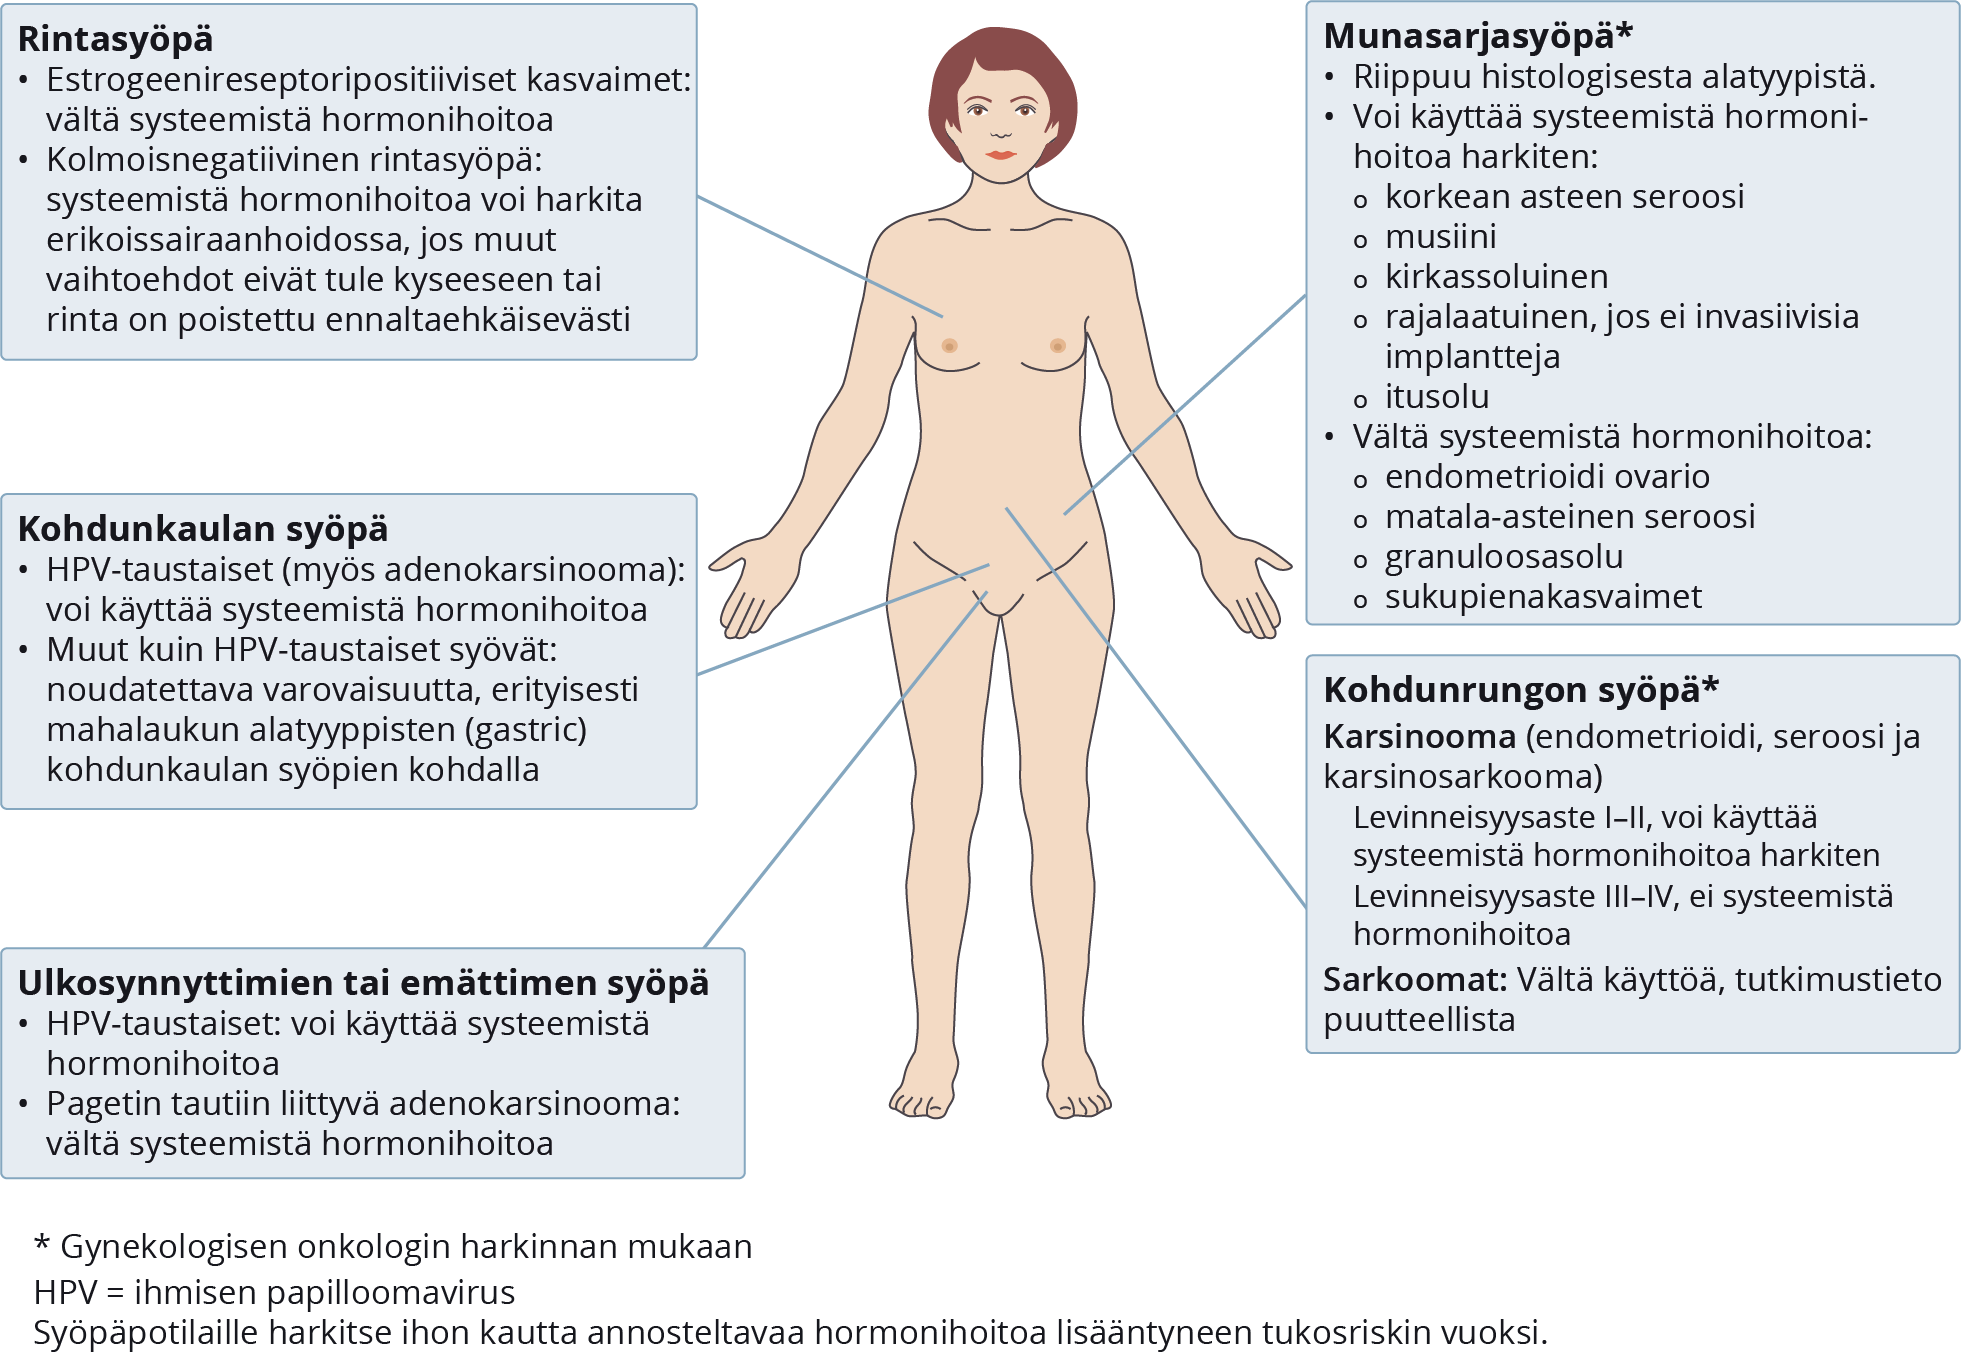 Rintasyöpä
• Estrogeenireseptoripositiiviset kasvaimet:
vältä systeemistä hormonihoitoa
• Kolmoisnegatiivinen rintasyöpä:
systeemistä hormonihoitoa voi harkita
erikoissairaanhoidossa, jos muut
vaihtoehdot eivät tule kyseeseen tai
rinta on poistettu ennaltaehkäisevästi
Kohdunkaulan syöpä
• HPV-taustaiset (myös adenokarsinooma):
voi käyttää systeemistä hormonihoitoa
• Muut kuin HPV-taustaiset syövät:
noudatettava varovaisuutta, erityisesti
mahalaukun alatyyppisten (gastric)
kohdunkaulan syöpien kohdalla
Ulkosynnyttimien tai emättimen syöpä
• HPV-taustaiset: voi käyttää systeemistä
hormonihoitoa
• Pagetin tautiin liittyvä adenokarsinooma:
vältä systeemistä hormonihoitoa
Munasarjasyöpä*
• Riippuu histologisesta alatyypistä.
• Voi käyttää systeemistä hormoni-
hoitoa harkiten:
o korkean asteen seroosi
o musiini
o kirkassoluinen
o rajalaatuinen, jos ei invasiivisia
implantteja
o itusolu
• Vältä systeemistä hormonihoitoa:
o endometrioidi ovario
o matala-asteinen seroosi
o granuloosasolu
o sukupienakasvaimet
Kohdunrungon syöpä*
Karsinooma (endometrioidi, seroosi ja
karsinosarkooma)
Levinneisyysaste I–II, voi käyttää
systeemistä hormonihoitoa harkiten
Levinneisyysaste III–IV, ei systeemistä
hormonihoitoa
Sarkoomat: Vältä käyttöä, tutkimustieto
puutteellista
* Gynekologisen onkologin harkinnan mukaan
HPV = ihmisen papilloomavirus
Syöpäpotilaille harkitse ihon kautta annosteltavaa hormonihoitoa lisääntyneen tukosriskin vuoksi.